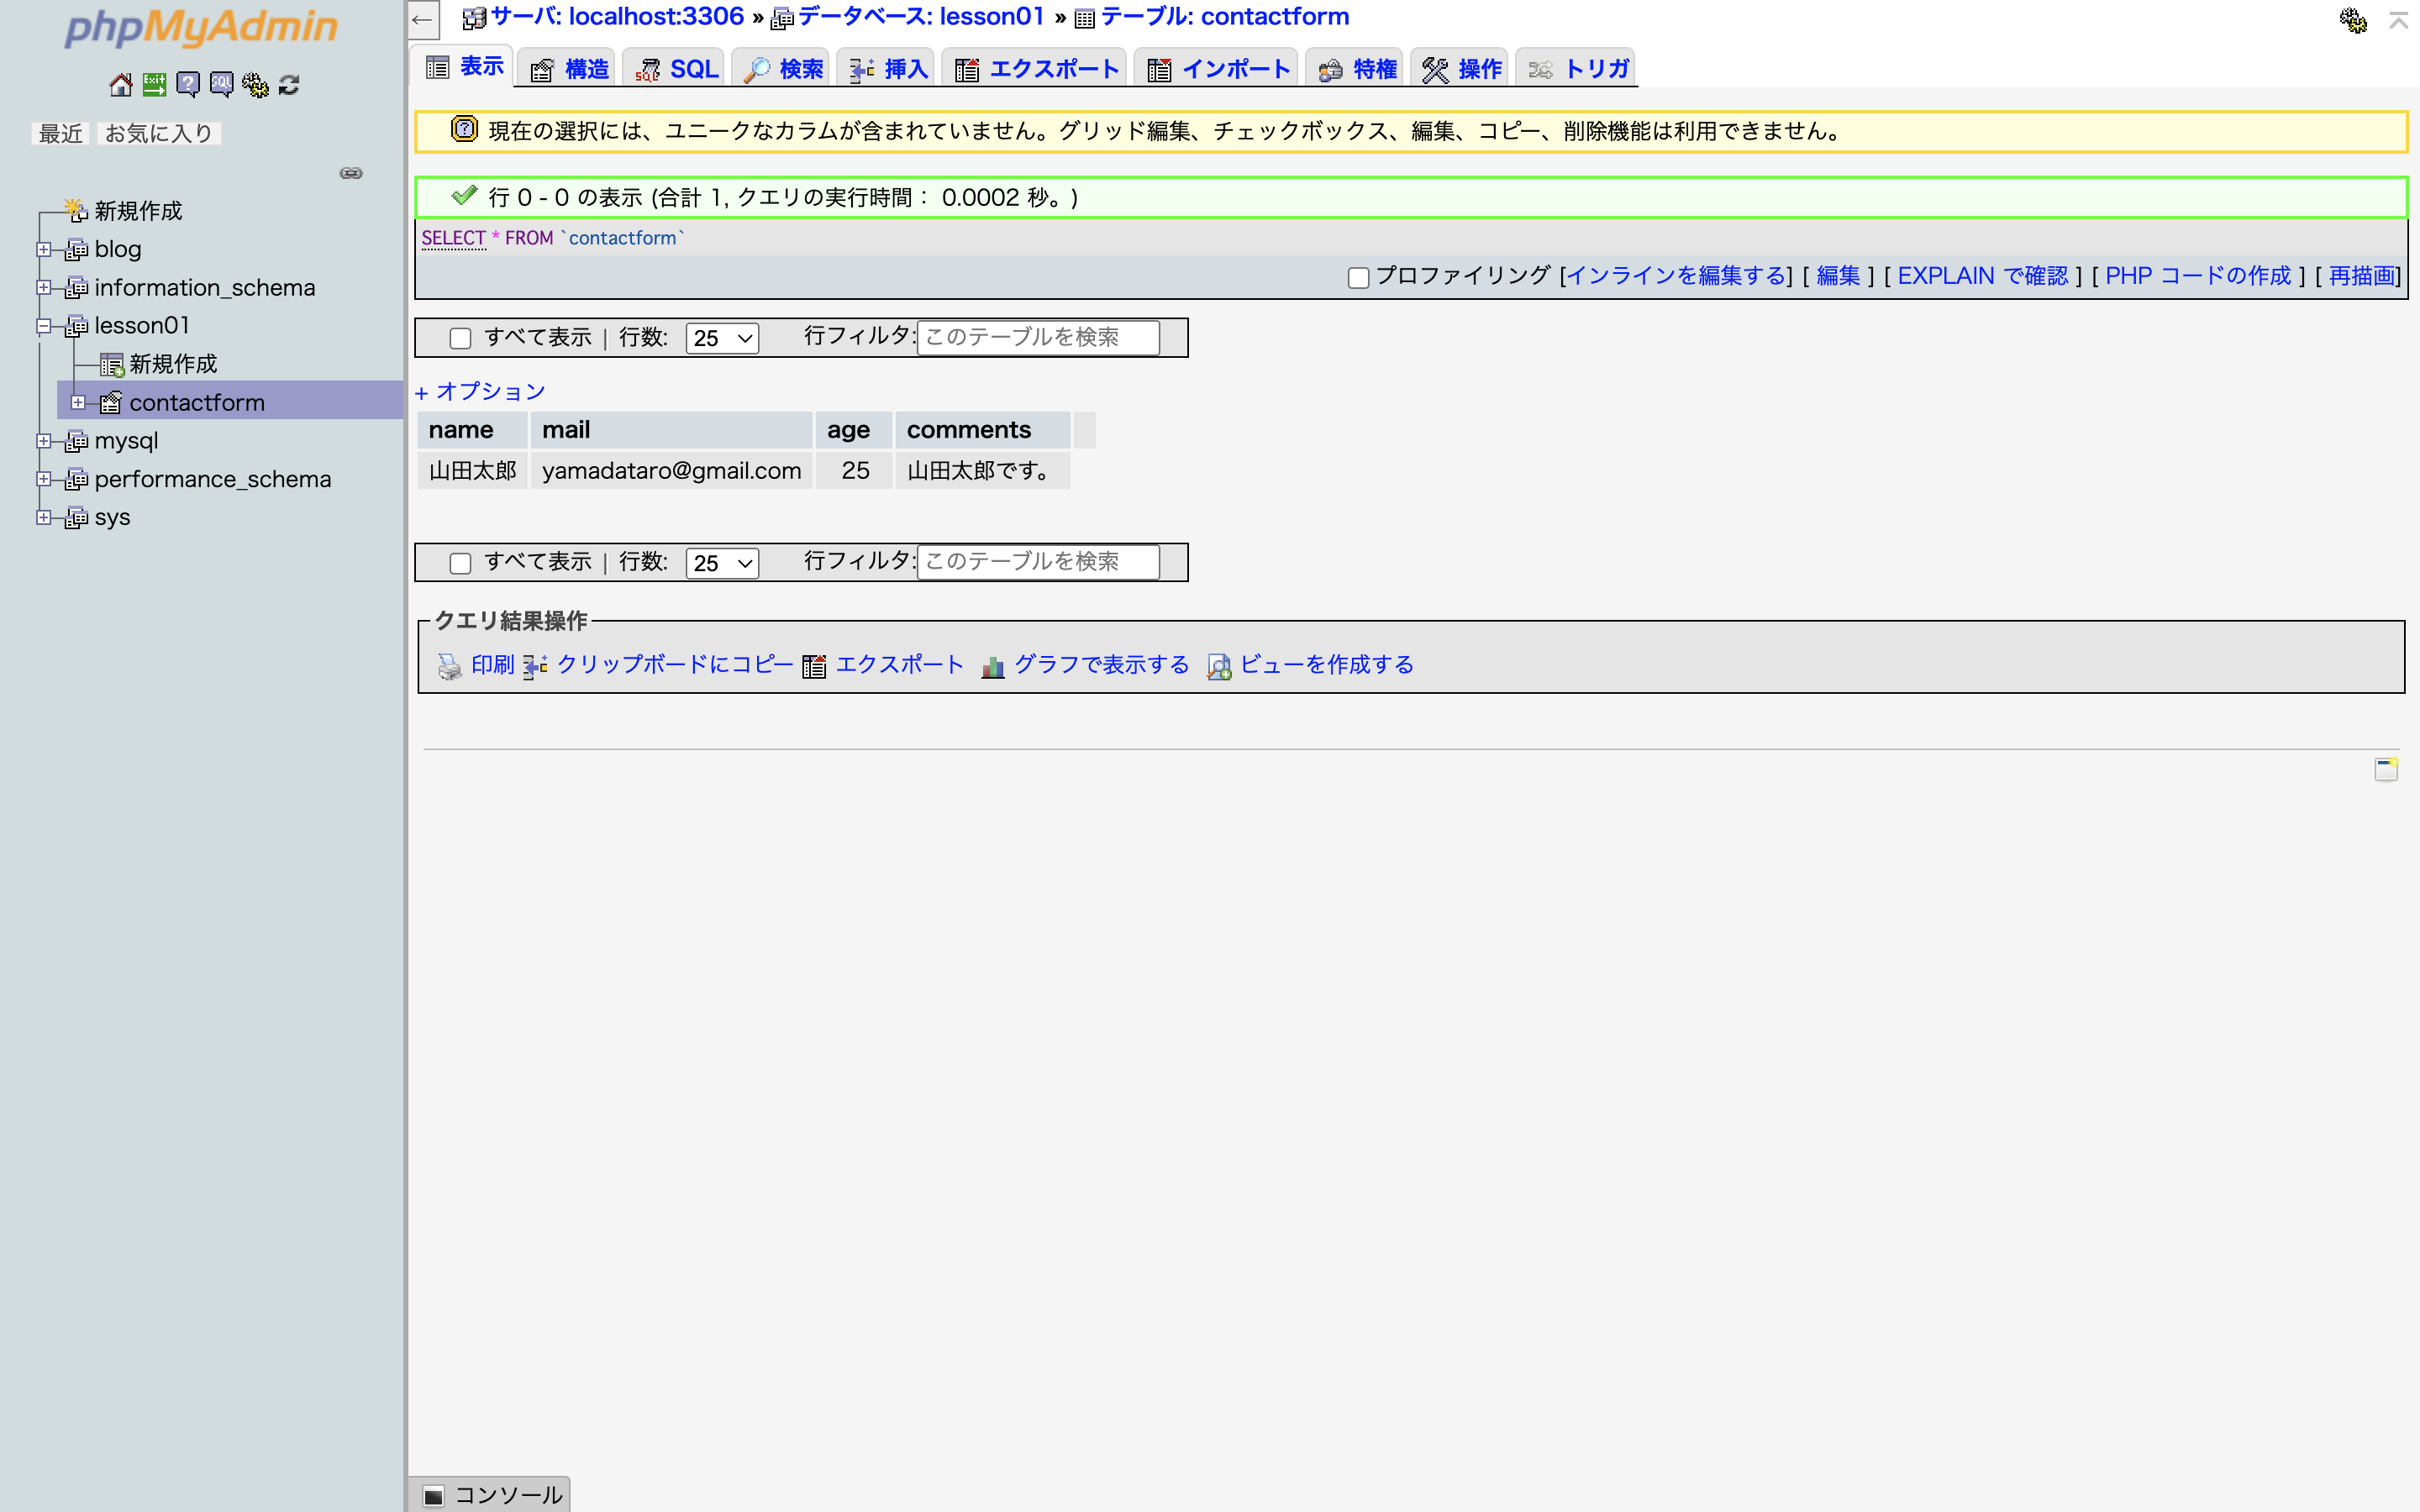 phpMyAdmin
最近 お気に入り
新規作成
blog
information_schema
lesson01
新規作成
contactform
mysql
performance_schema
sys
← サーバ: localhost:3306 » データベース: lesson01 » テーブル: contactform
表示 構造 SQL 検索 挿入 エクスポート インポート 特権 操作 トリガ
現在の選択には、ユニークなカラムが含まれていません。グリッド編集、チェックボックス、編集、コピー、削除機能は利用できません。
行 0 - 0 の表示 (合計 1, クエリの実行時間： 0.0002 秒。)
SELECT * FROM `contactform`
プロファイリング [インラインを編集する] [ 編集 ] [ EXPLAIN で確認 ] [ PHP コードの作成 ] [ 再描画]
すべて表示 | 行数: 25 行フィルタ: このテーブルを検索
+ オプション
name mail age comments
山田太郎 yamadataro@gmail.com 25 山田太郎です。
すべて表示 | 行数: 25 行フィルタ: このテーブルを検索
クエリ結果操作
印刷 クリップボードにコピー エクスポート グラフで表示する ビューを作成する
コンソール